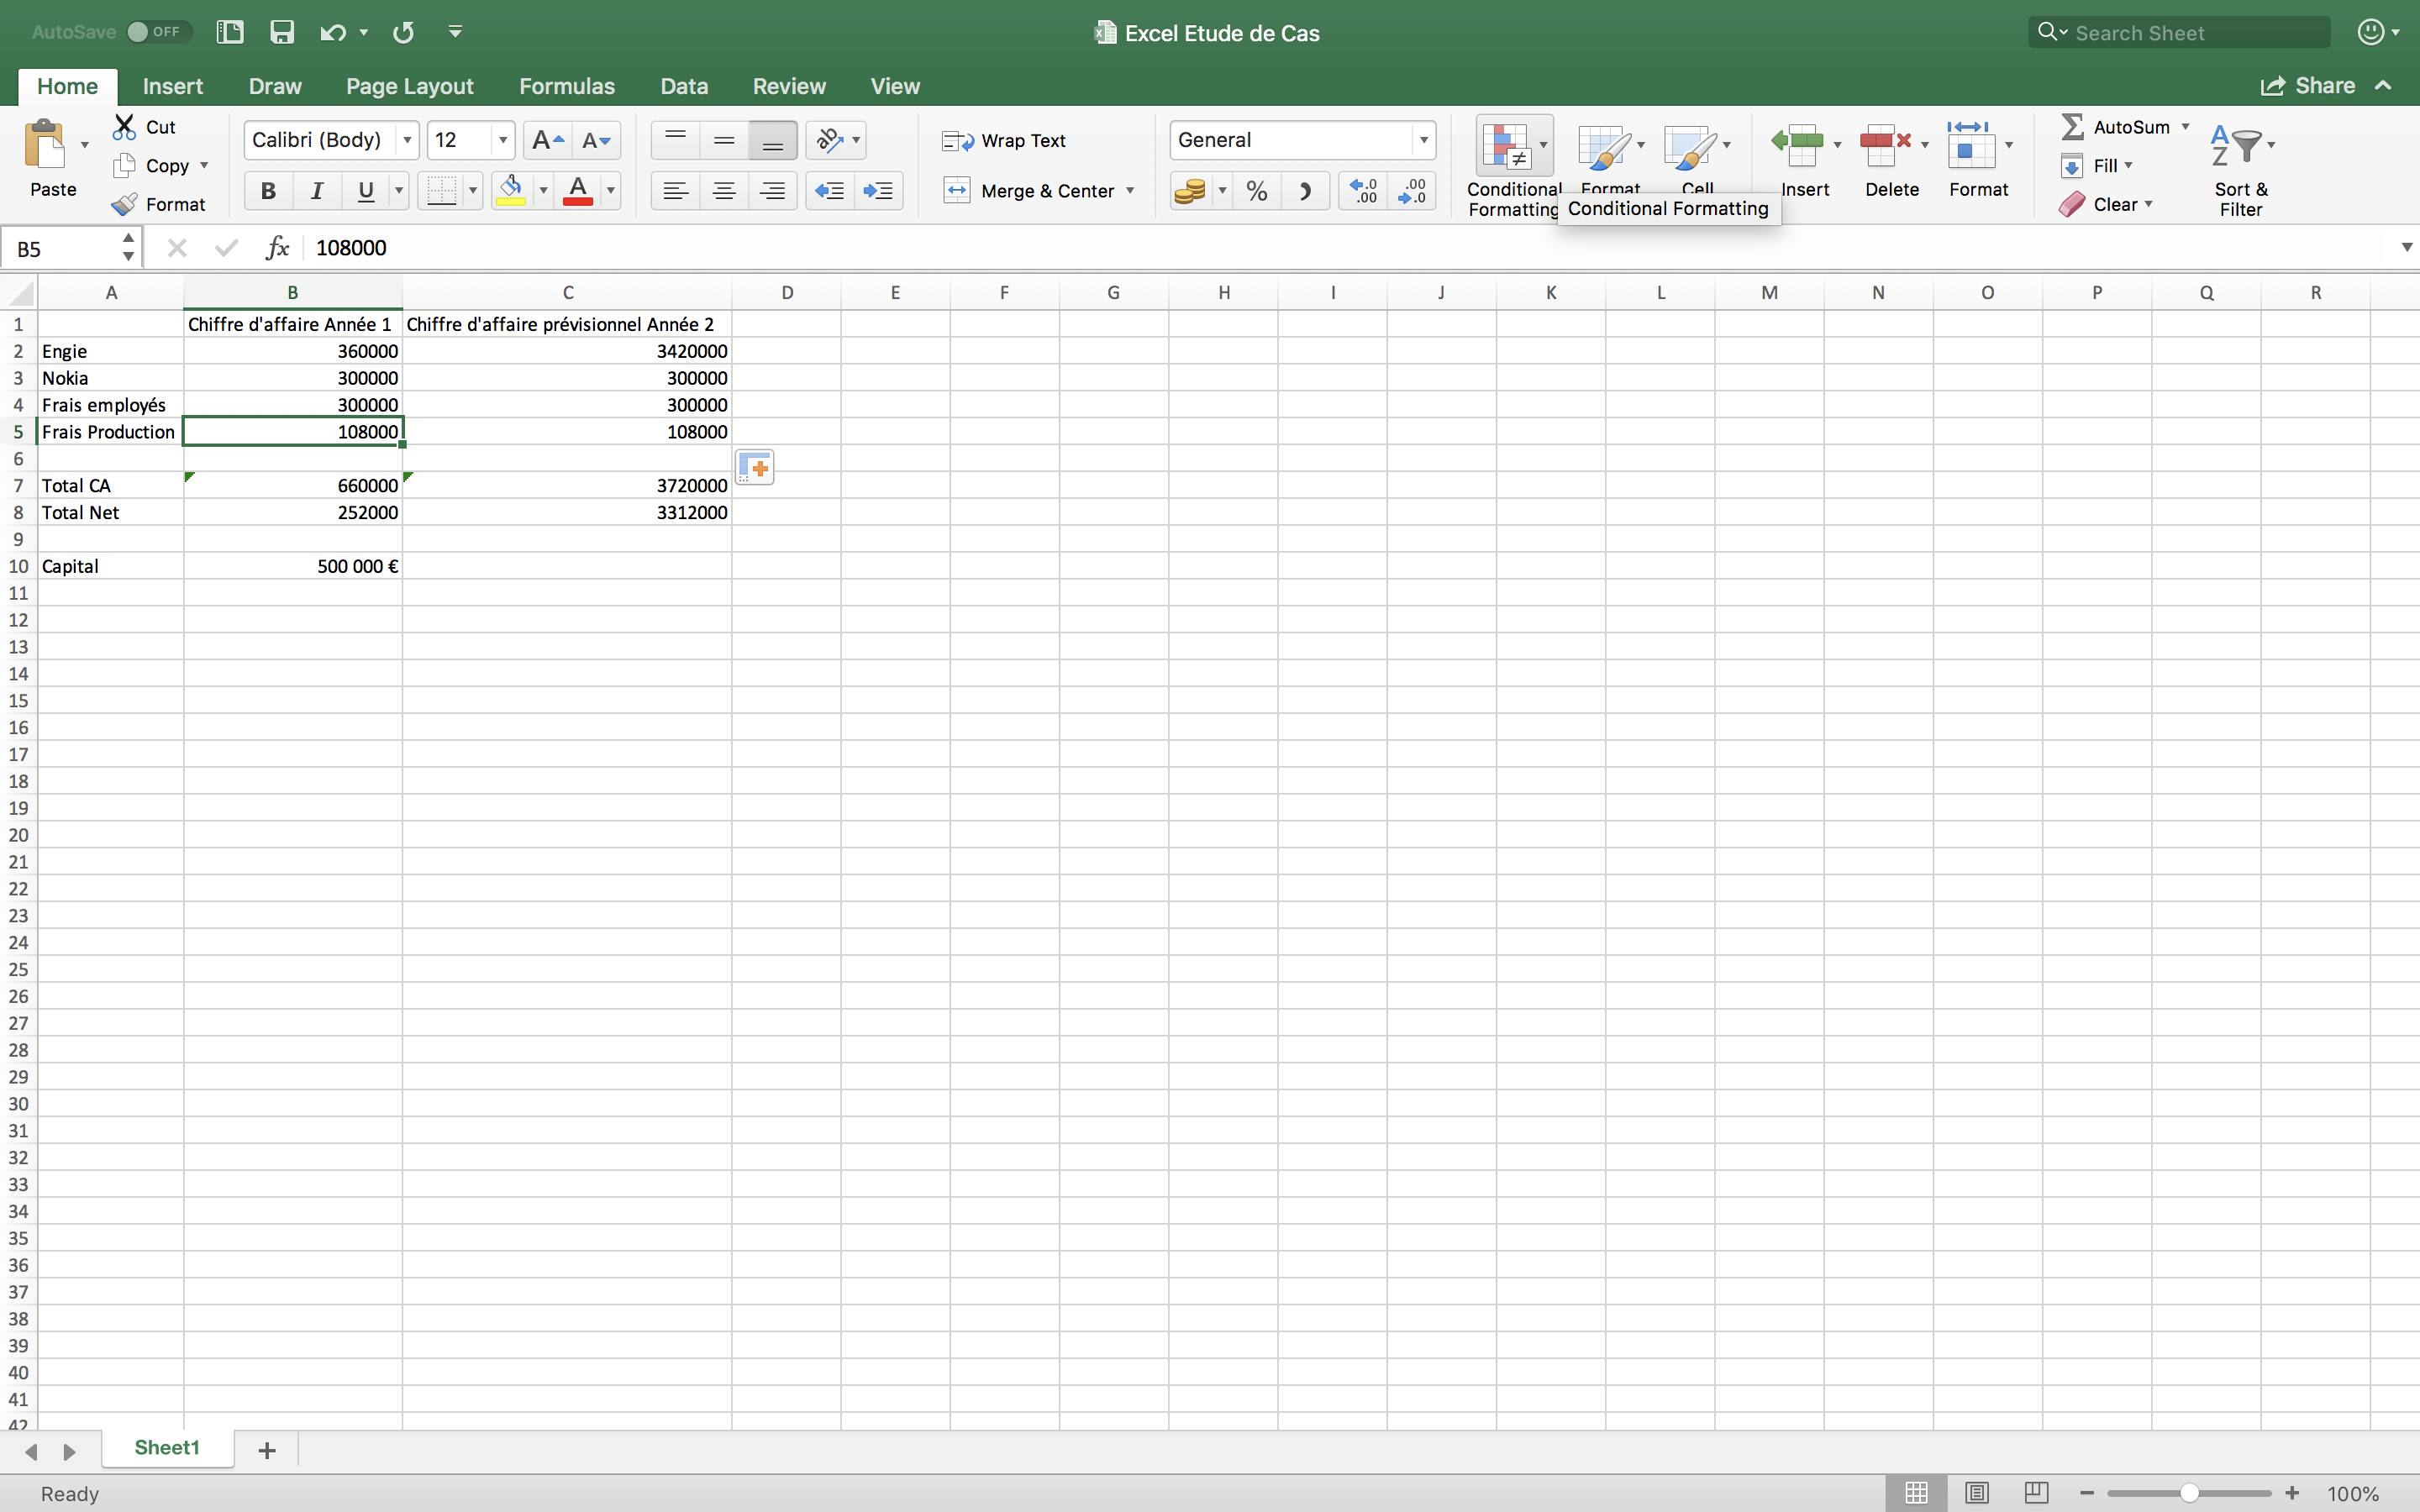 AutoSave OFF Excel Etude de Cas Search Sheet
Home Insert Draw Page Layout Formulas Data Review View Share
Paste Cut Copy Format
Calibri (Body) 12 A A
B I U A
ab Wrap Text
Merge & Center
General
% .0 .00 .00 .0
Conditional Formatting Format Cell Insert Delete Format
Conditional Formatting
AutoSum
Fill
Clear
A Z Sort & Filter
B5 fx 108000
A B C D E F G H I J K L M N O P Q R
1 Chiffre d'affaire Année 1 Chiffre d'affaire prévisionnel Année 2
2 Engie 360000 3420000
3 Nokia 300000 300000
4 Frais employés 300000 300000
5 Frais Production 108000 108000
6
7 Total CA 660000 3720000
8 Total Net 252000 3312000
9
10 Capital 500 000 €
11
12
13
14
15
16
17
18
19
20
21
22
23
24
25
26
27
28
29
30
31
32
33
34
35
36
37
38
39
40
41
42
Sheet1
Ready 100%